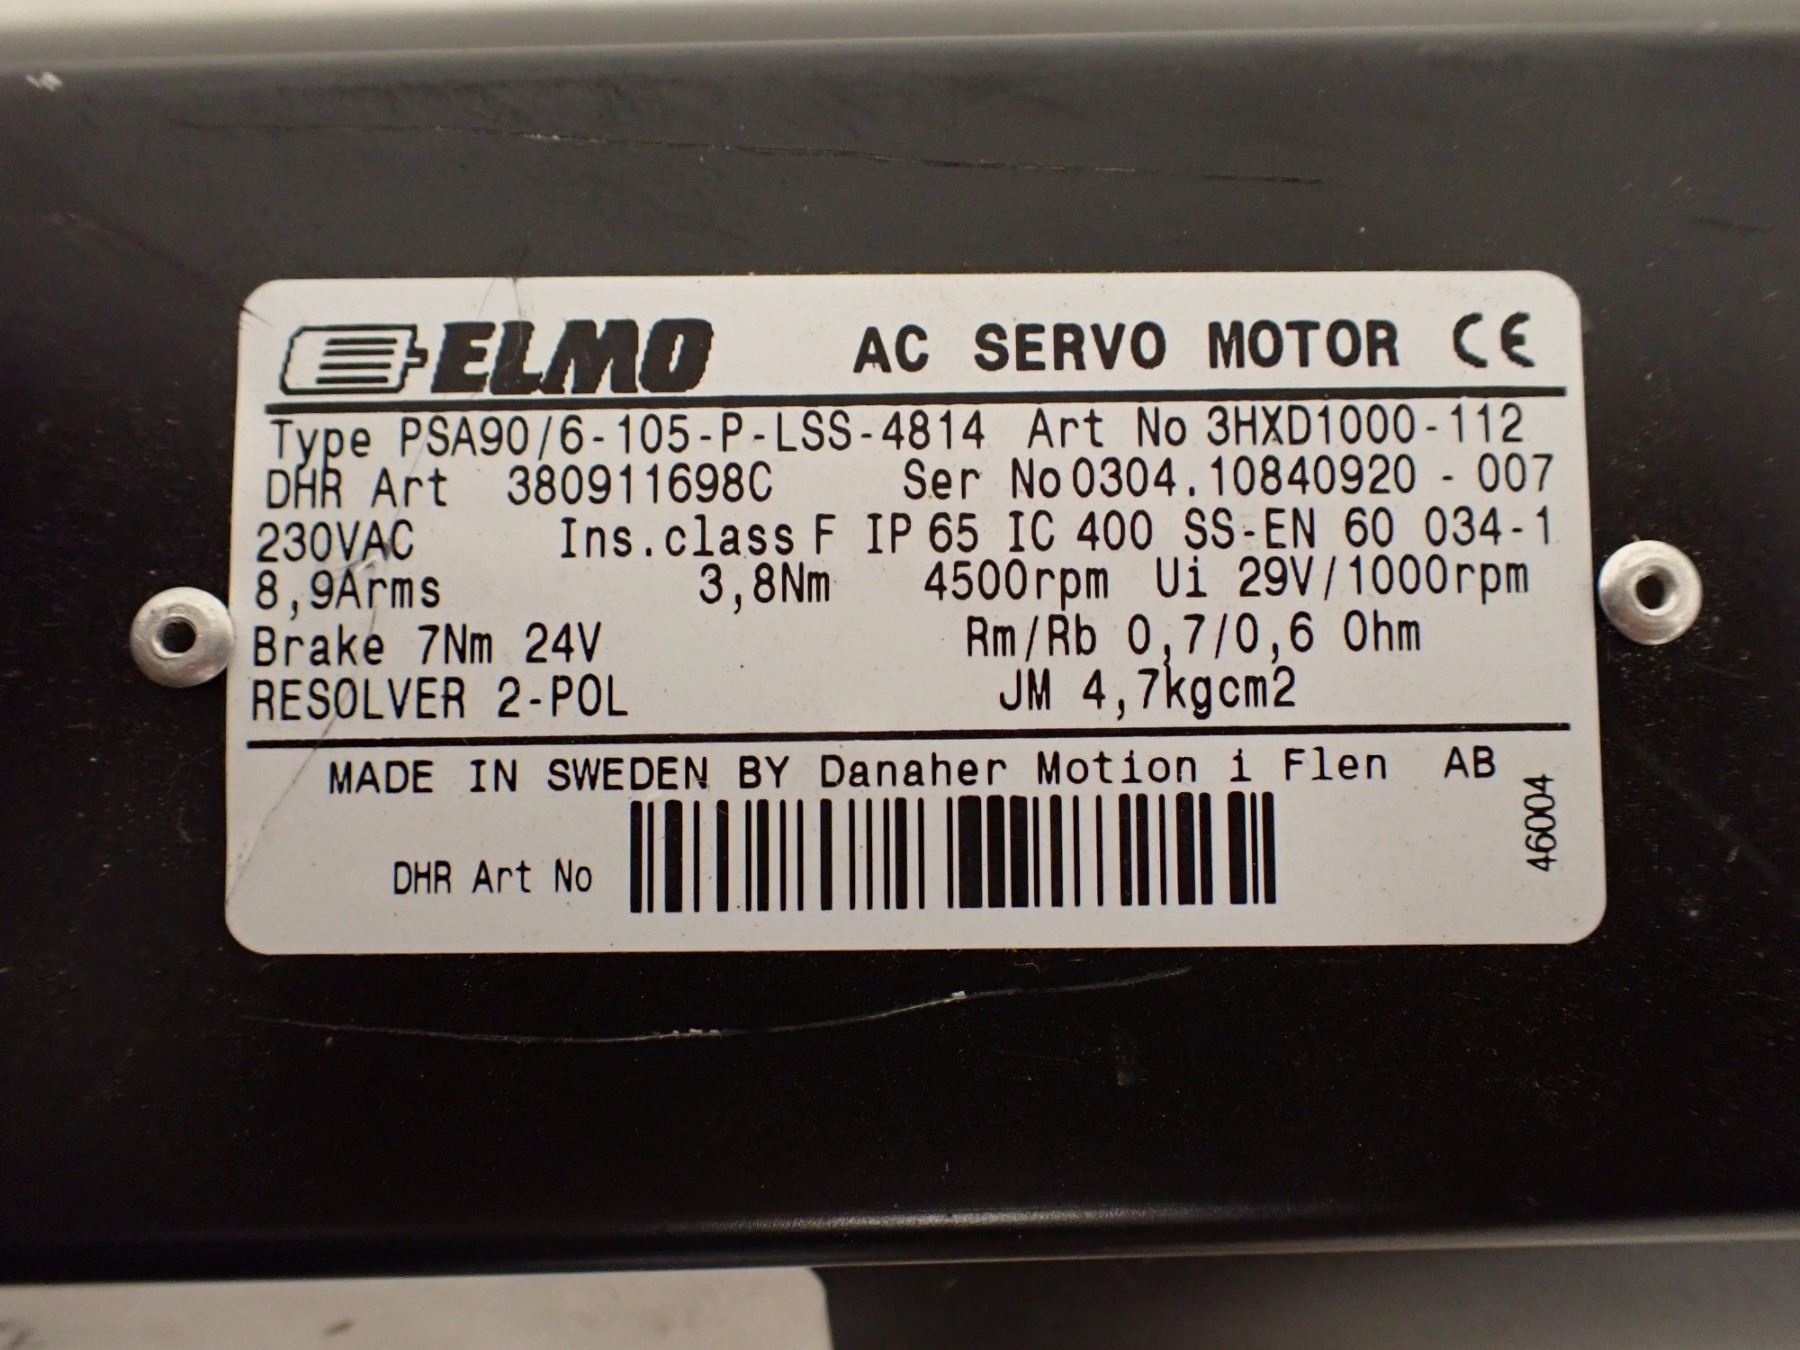 ELMO AC SERVO MOTOR CE
Type PSA90/6-105-P-LSS-4814 Art No 3HXD1000-112
DHR Art 380911698C Ser No 0304.10840920 - 007
230VAC Ins.class F IP 65 IC 400 SS-EN 60 034-1
8,9Arms 3,8Nm 4500rpm Ui 29V/1000rpm
Brake 7Nm 24V Rm/Rb 0,7/0,6 Ohm
RESOLVER 2-POL JM 4,7kgcm2
MADE IN SWEDEN BY Danaher Motion i Flen AB
DHR Art No
46004